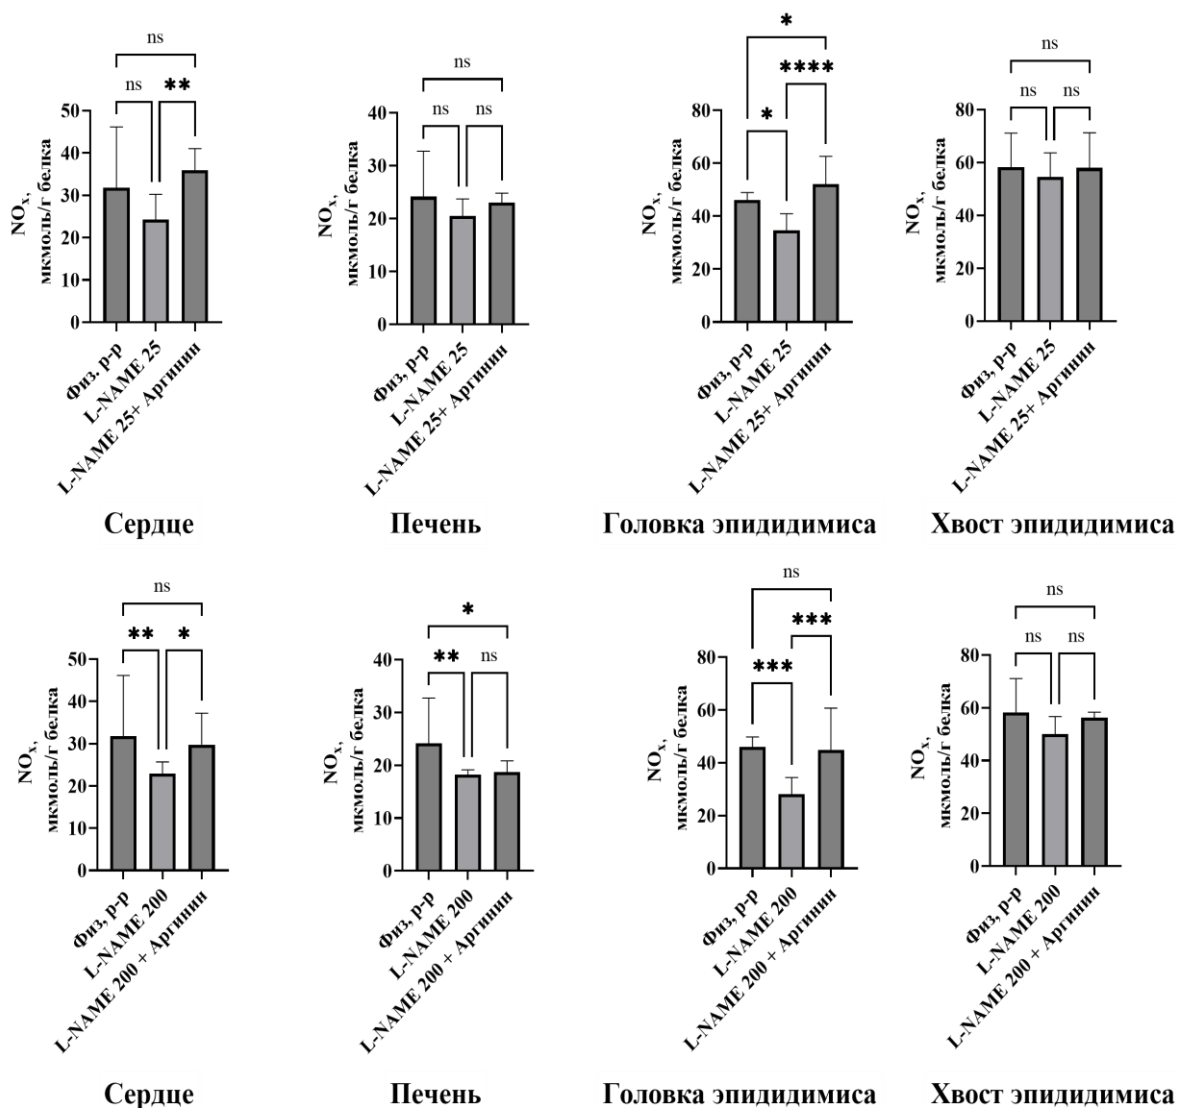 ns
ns
**
50
40
30
20
10
0
NOx,
мкмоль/г белка
Физ. р-р
L-NAME 25
L-NAME 25+ Аргинин
Сердце
ns
ns
ns
40
30
20
10
0
NOx,
мкмоль/г белка
Физ, р-р
L-NAME 25
L-NAME 25+ Аргинин
Печень
*
****
*
80
60
40
20
0
NOx,
мкмоль/г белка
Физ, р-р
L-NAME 25
L-NAME 25+ Аргинин
Головка эпидидимиса
ns
ns
ns
80
60
40
20
0
NOx,
мкмоль/г белка
Физ, р-р
L-NAME 25
L-NAME 25+ Аргинин
Хвост эпидидимиса
ns
**
*
50
40
30
20
10
0
NOx,
мкмоль/г белка
Физ, р-р
L-NAME 200
L-NAME 200 + Аргинин
Сердце
*
**
ns
40
30
20
10
0
NOx,
мкмоль/г белка
Физ, р-р
L-NAME 200
L-NAME 200 + Аргинин
Печень
ns
***
***
80
60
40
20
0
NOx,
мкмоль/г белка
Физ, р-р
L-NAME 200
L-NAME 200 + Аргинин
Головка эпидидимиса
ns
ns
ns
80
60
40
20
0
NOx,
мкмоль/г белка
Физ, р-р
L-NAME 200
L-NAME 200 + Аргинин
Хвост эпидидимиса